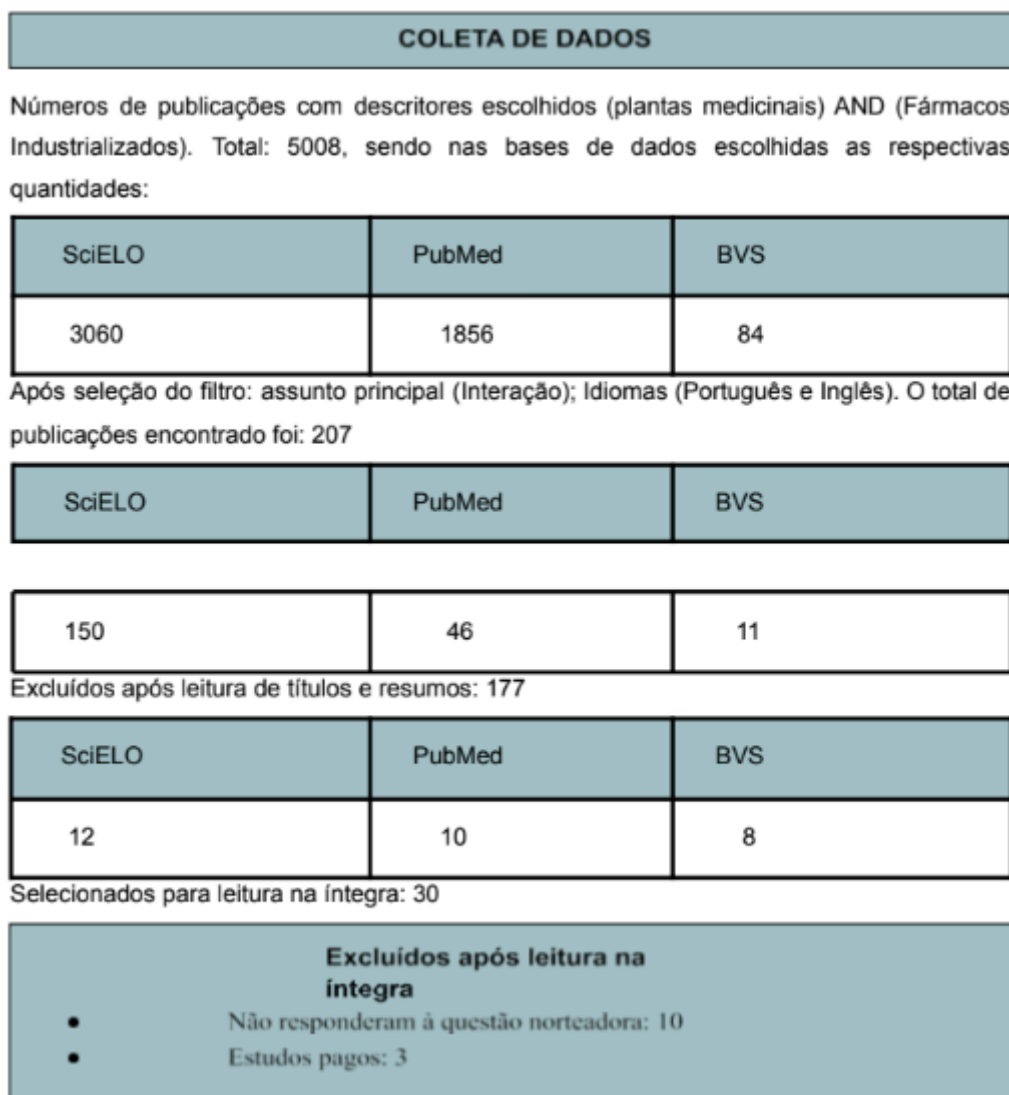 COLETA DE DADOS
Números de publicações com descritores escolhidos (plantas medicinais) AND (Fármacos
Industrializados). Total: 5008, sendo nas bases de dados escolhidas as respectivas
quantidades:
SciELO PubMed BVS
3060 1856 84
Após seleção do filtro: assunto principal (Interação); Idiomas (Português e Inglês). O total de
publicações encontrado foi: 207
SciELO PubMed BVS
150 46 11
Excluídos após leitura de títulos e resumos: 177
SciELO PubMed BVS
12 10 8
Selecionados para leitura na íntegra: 30
Excluídos após leitura na
íntegra
● Não responderam à questão norteadora: 10
● Estudos pagos: 3